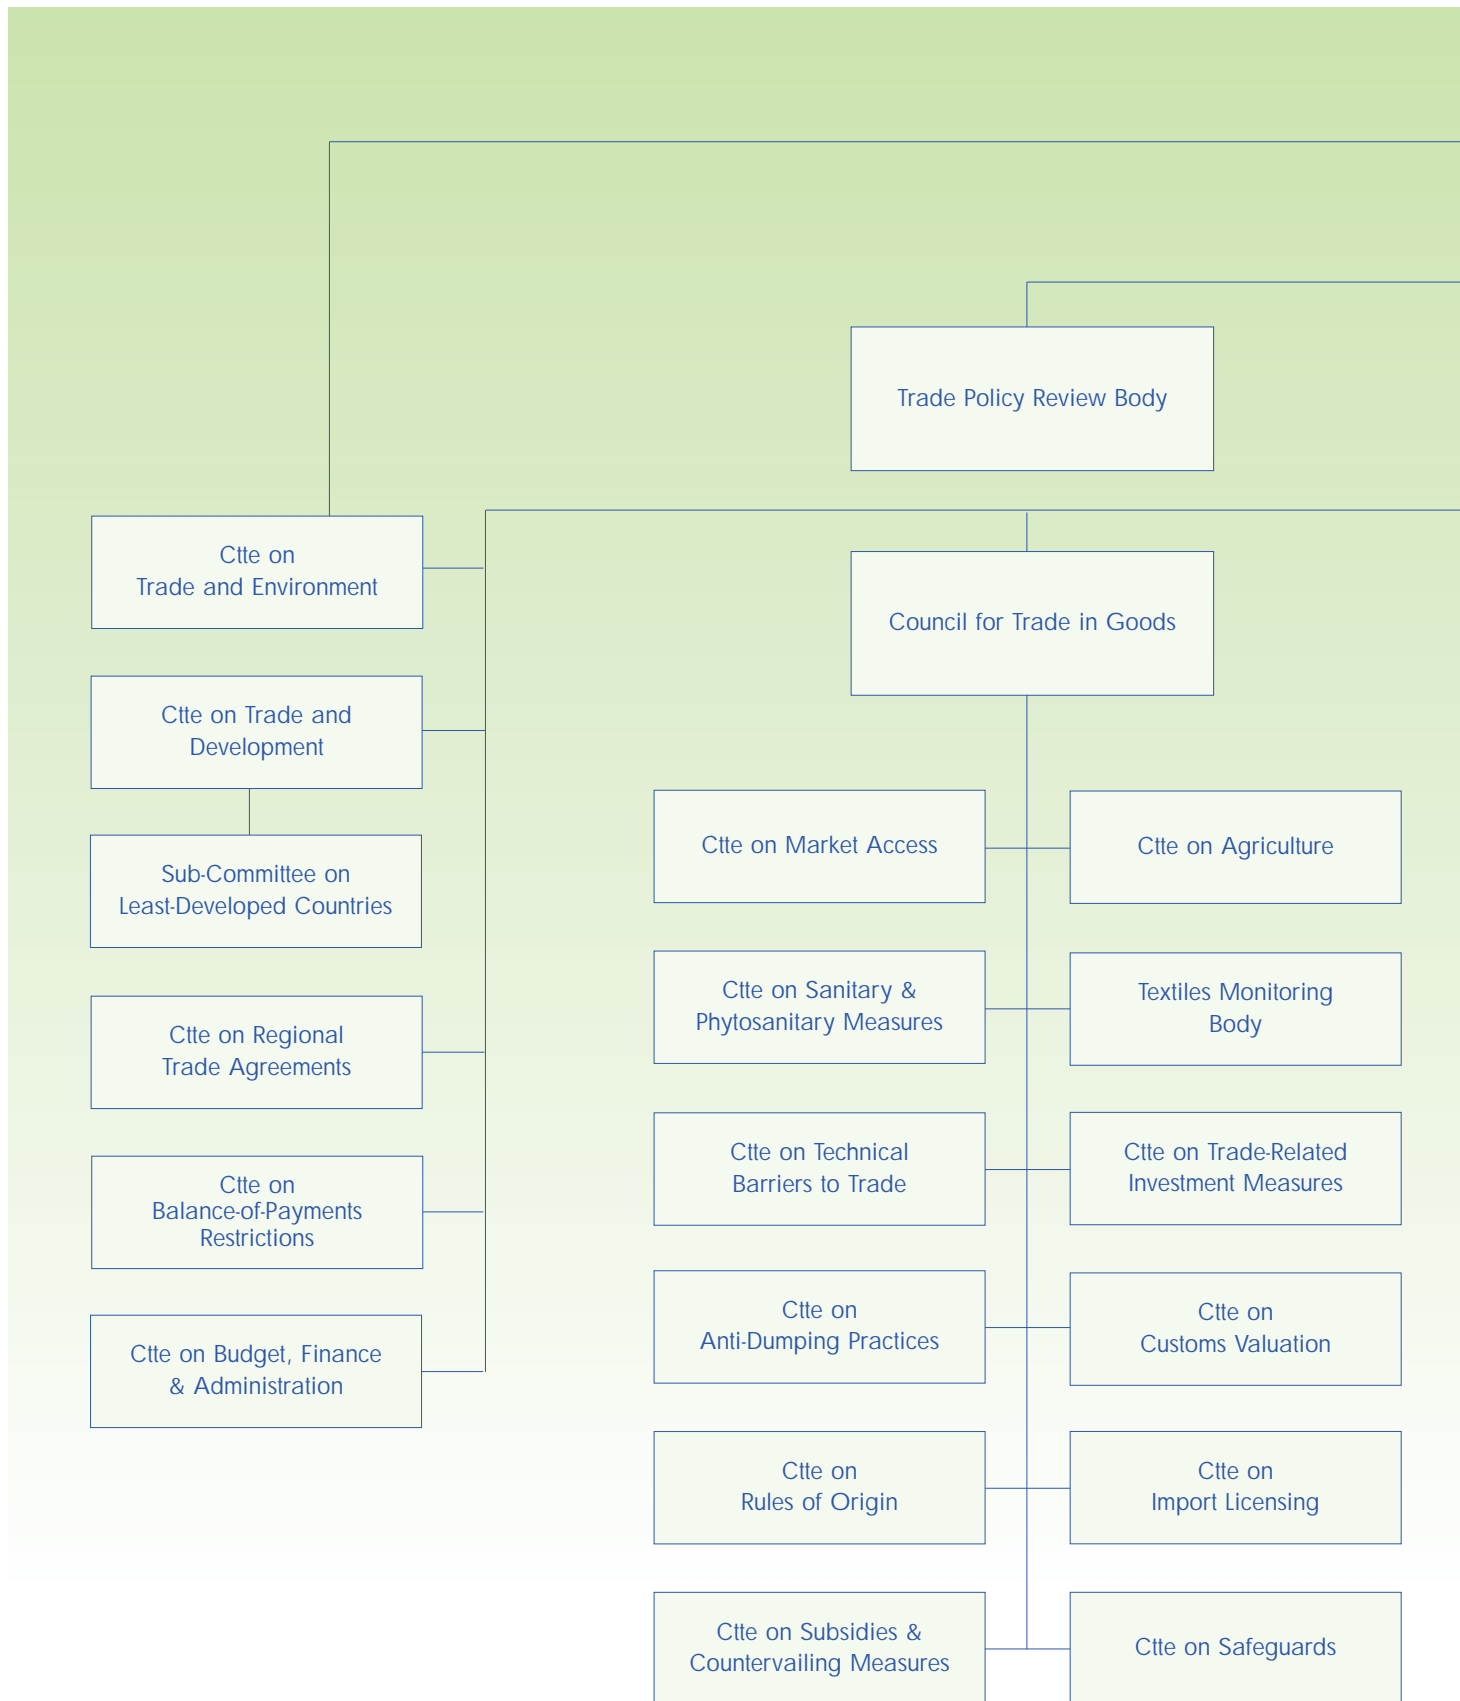 Trade Policy Review Body
Ctte on
Trade and Environment
Council for Trade in Goods
Ctte on Trade and
Development
Sub-Committee on
Least-Developed Countries
Ctte on Regional
Trade Agreements
Ctte on
Balance-of-Payments
Restrictions
Ctte on Budget, Finance
& Administration
Ctte on Market Access
Ctte on Agriculture
Ctte on Sanitary &
Phytosanitary Measures
Textiles Monitoring
Body
Ctte on Technical
Barriers to Trade
Ctte on Trade-Related
Investment Measures
Ctte on
Anti-Dumping Practices
Ctte on
Customs Valuation
Ctte on
Rules of Origin
Ctte on
Import Licensing
Ctte on Subsidies &
Countervailing Measures
Ctte on Safeguards